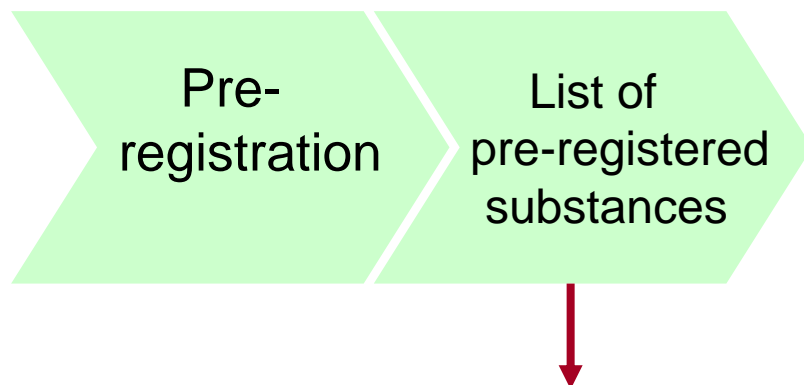 Pre-
registration
List of
pre-registered
substances